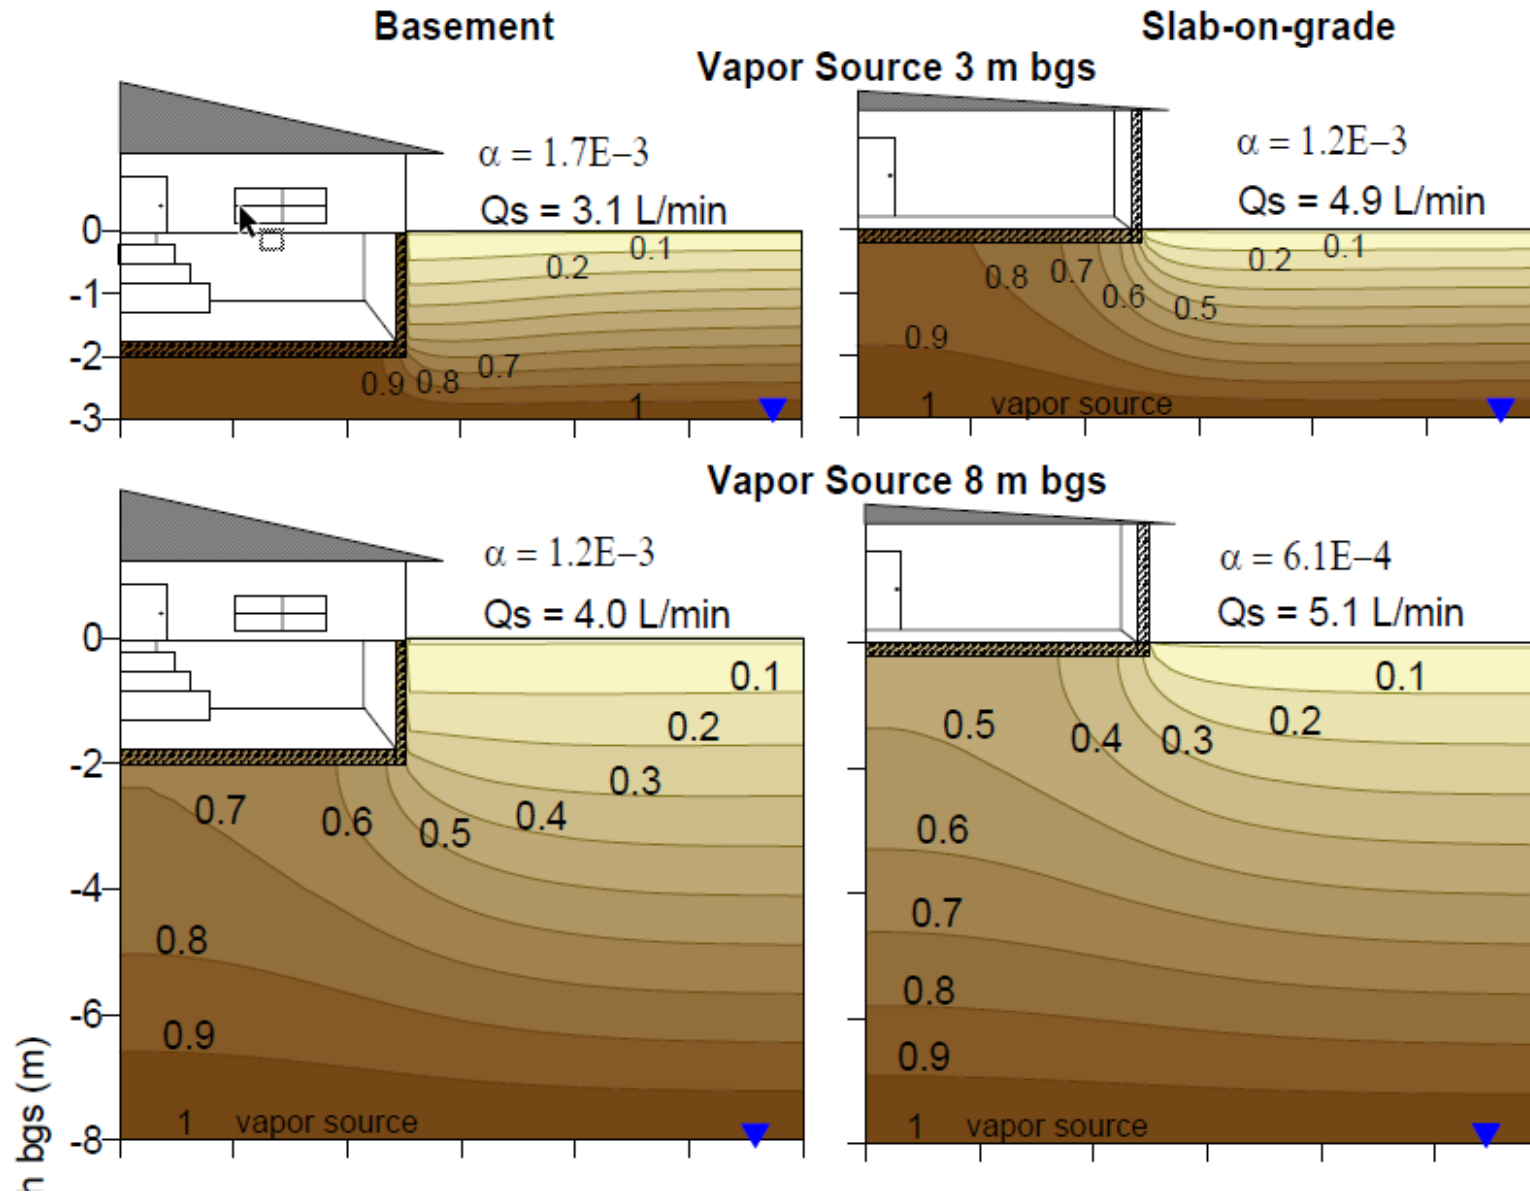 Basement
Slab-on-grade
Vapor Source 3 m bgs
α = 1.7E–3
Qs = 3.1 L/min
α = 1.2E–3
Qs = 4.9 L/min
0
-1
-2
-3
0.1
0.2
0.7
0.9 0.8
1
0.1
0.2
0.8 0.7
0.6
0.5
0.9
1 vapor source
Vapor Source 8 m bgs
α = 1.2E–3
Qs = 4.0 L/min
α = 6.1E–4
Qs = 5.1 L/min
0
-2
-4
-6
-8
0.1
0.2
0.3
0.4
0.7 0.6 0.5
0.8
0.9
1 vapor source
0.1
0.2
0.5 0.4 0.3
0.6
0.7
0.8
0.9
1 vapor source
bgs (m)